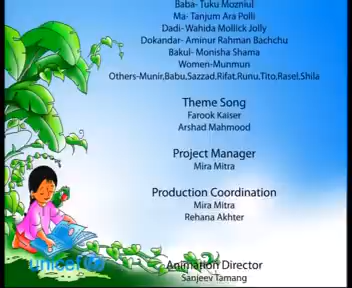 Baba- Tuku Mozniul
Ma- Tanjum Ara Polli
Dadi- Wahida Mollick Jolly
Dokandar- Aminur Rahman Bachchu
Bakul- Monisha Shama
Women-Munmun
Others-Munir,Babu,Sazzad,Rifat,Runu,Tito,Rasel,Shila
Theme Song
Farook Kaiser
Arshad Mahmood
Project Manager
Mira Mitra
Production Coordination
Mira Mitra
Rehana Akhter
unicef
Animation Director
Sanjeev Tamang